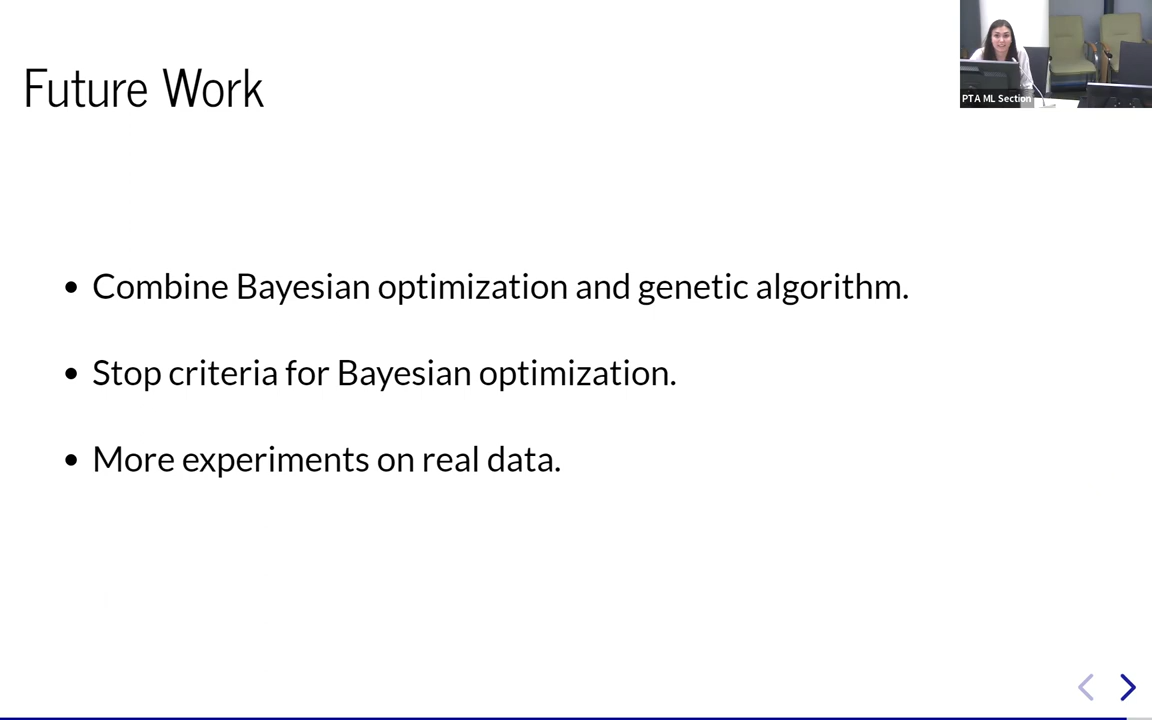 Future Work
PTA ML Section
• Combine Bayesian optimization and genetic algorithm.
• Stop criteria for Bayesian optimization.
• More experiments on real data.